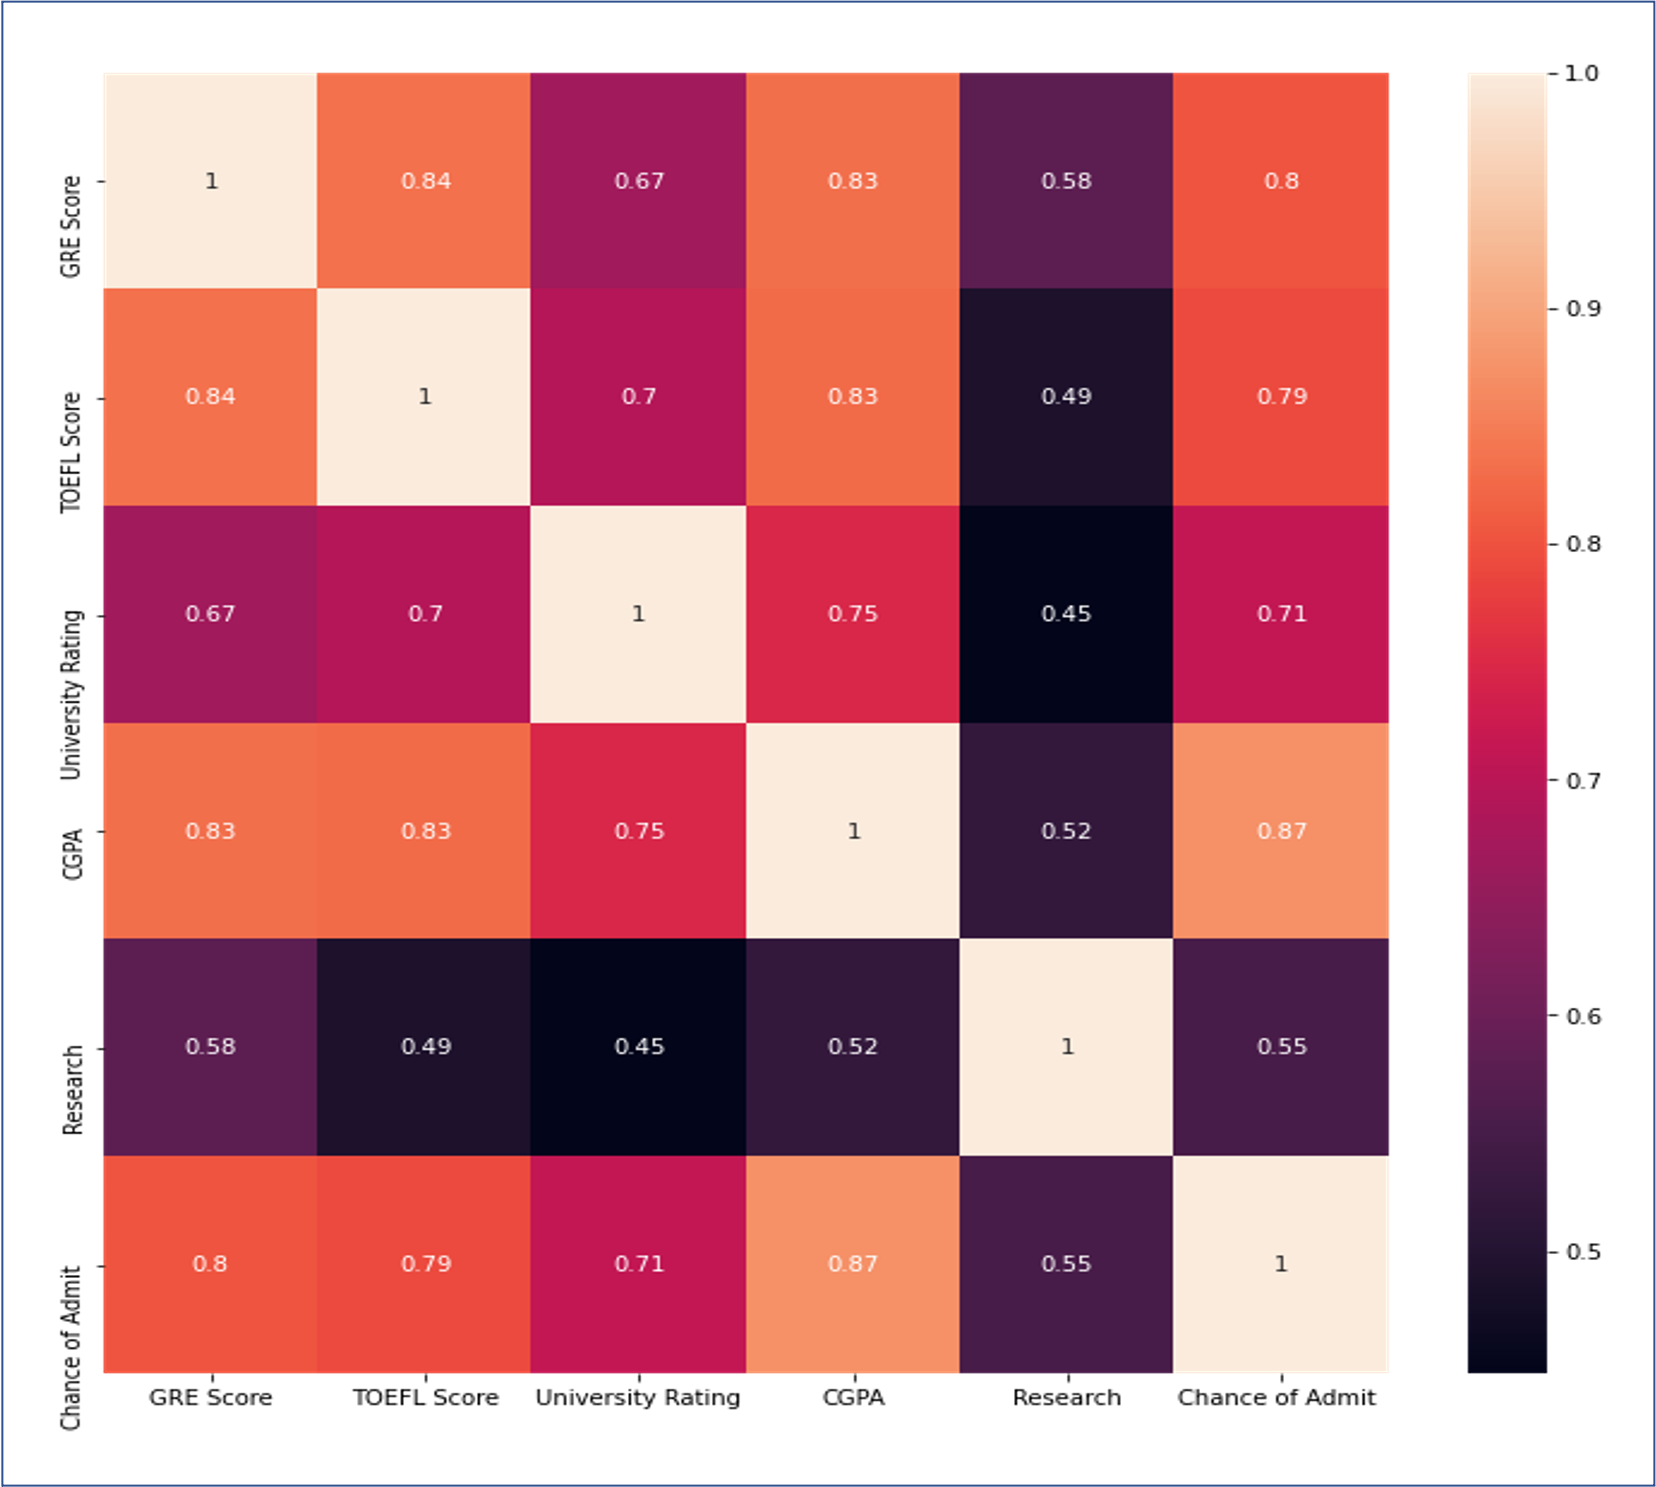 1.0
GRE Score 1 0.84 0.67 0.83 0.58 0.8
0.9
TOEFL Score 0.84 1 0.7 0.83 0.49 0.79
0.8
University Rating 0.67 0.7 1 0.75 0.45 0.71
0.7
CGPA 0.83 0.83 0.75 1 0.52 0.87
0.6
Research 0.58 0.49 0.45 0.52 1 0.55
0.5
Chance of Admit 0.8 0.79 0.71 0.87 0.55 1
GRE Score TOEFL Score University Rating CGPA Research Chance of Admit